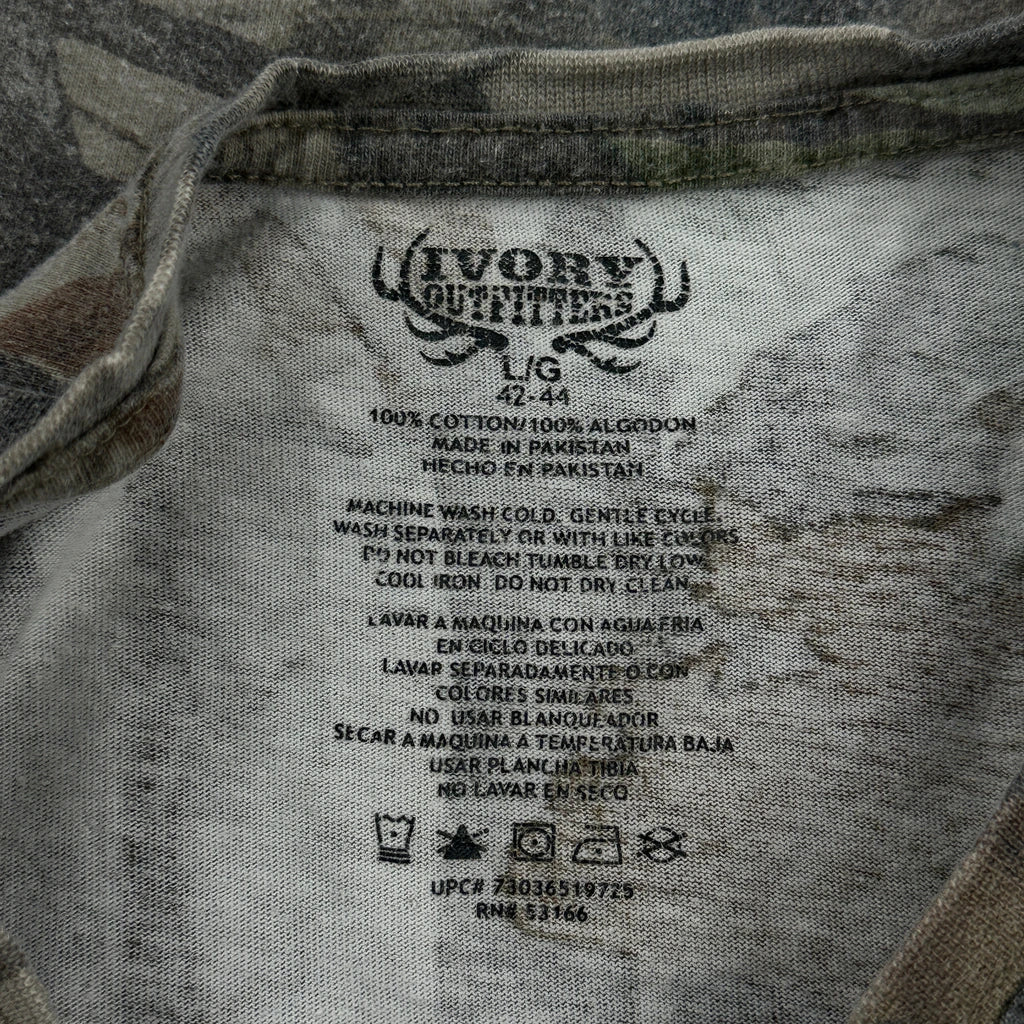 IVORY
OUTFITTERS
L/G
42-44
100% COTTON/100% ALGODON
MADE IN PAKISTAN
HECHO EN PAKISTAN
MACHINE WASH COLD. GENTLE CYCLE.
WASH SEPARATELY OR WITH LIKE COLORS
DO NOT BLEACH TUMBLE DRY LOW
COOL IRON DO NOT DRY CLEAN
LAVAR A MAQUINA CON AGUA FRIA
EN CICLO DELICADO
LAVAR SEPARADAMENTE O CON
COLORES SIMILARES
NO USAR BLANQUEADOR
SECAR A MAQUINA A TEMPERATURA BAJA
USAR PLANCHA TIBIA
NO LAVAR EN SECO
UPC# 73036519725
RN# 53166